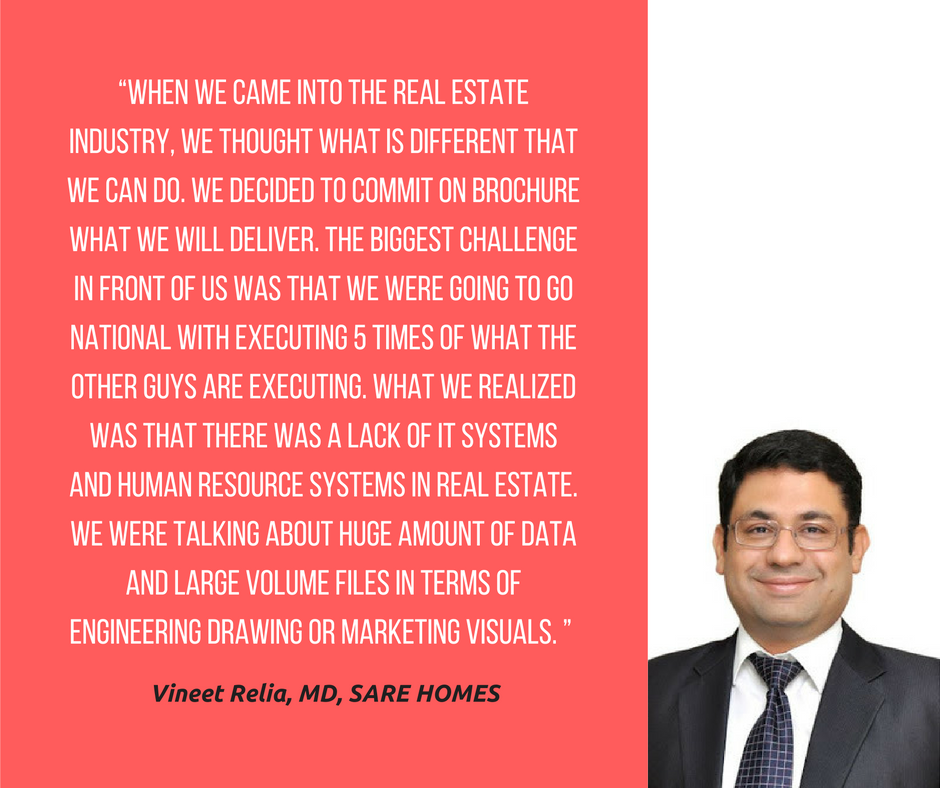 “WHEN WE CAME INTO THE REAL ESTATE
INDUSTRY, WE THOUGHT WHAT IS DIFFERENT THAT
WE CAN DO. WE DECIDED TO COMMIT ON BROCHURE
WHAT WE WILL DELIVER. THE BIGGEST CHALLENGE
IN FRONT OF US WAS THAT WE WERE GOING TO GO
NATIONAL WITH EXECUTING 5 TIMES OF WHAT THE
OTHER GUYS ARE EXECUTING. WHAT WE REALIZED
WAS THAT THERE WAS A LACK OF IT SYSTEMS
AND HUMAN RESOURCE SYSTEMS IN REAL ESTATE.
WE WERE TALKING ABOUT HUGE AMOUNT OF DATA
AND LARGE VOLUME FILES IN TERMS OF
ENGINEERING DRAWING OR MARKETING VISUALS. ”
Vineet Relia, MD, SARE HOMES